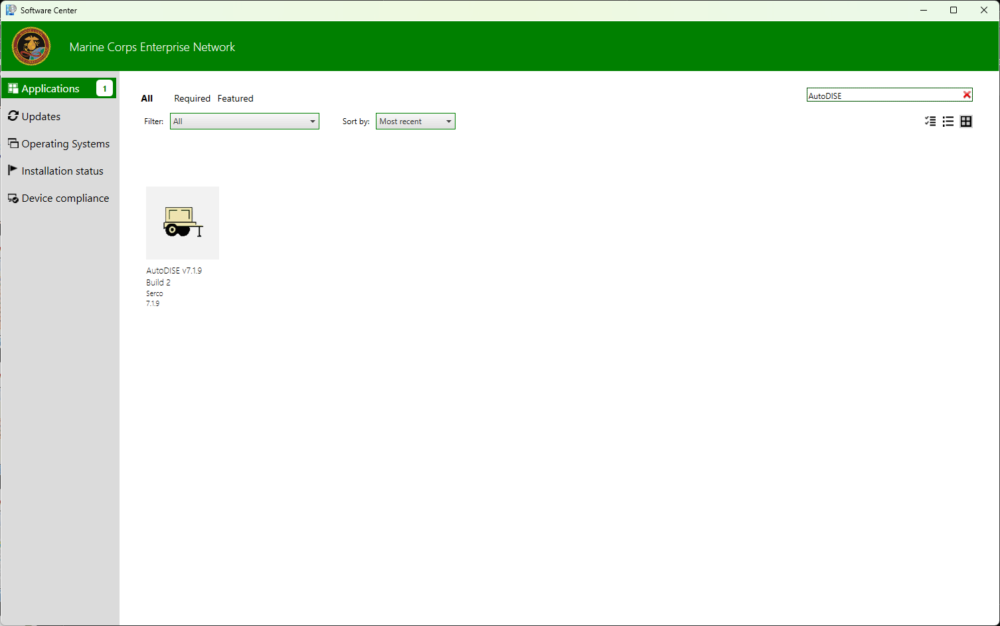 Software Center
Marine Corps Enterprise Network
Applications 1
Updates
Operating Systems
Installation status
Device compliance
All Required Featured
AutoDISE
Filter: All Sort by: Most recent
AutoDISE v7.1.9
Build 2
Serco
7.1.9